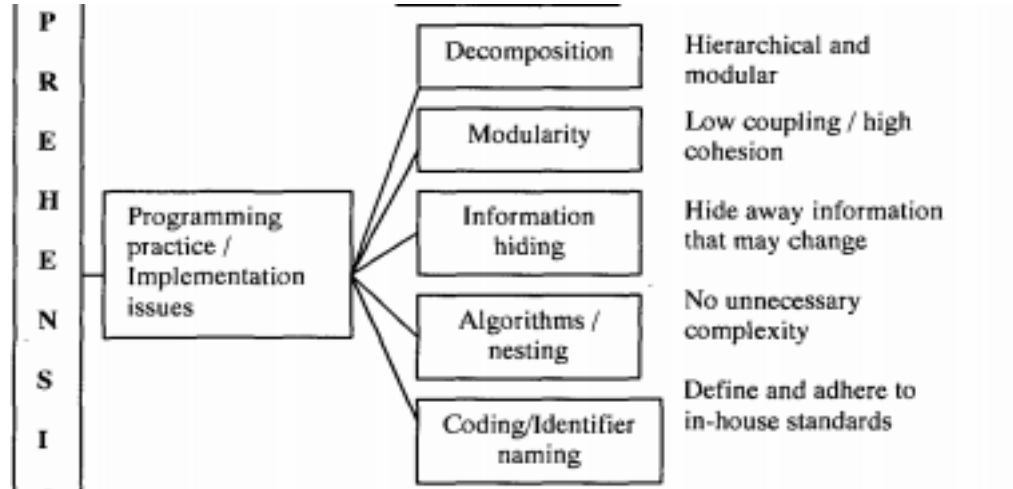 P
R
E
H
E
N
S
I
Programming
practice /
Implementation
issues
Decomposition
Hierarchical and
modular
Modularity
Low coupling / high
cohesion
Information
hiding
Hide away information
that may change
Algorithms /
nesting
No unnecessary
complexity
Coding/Identifier
naming
Define and adhere to
in-house standards